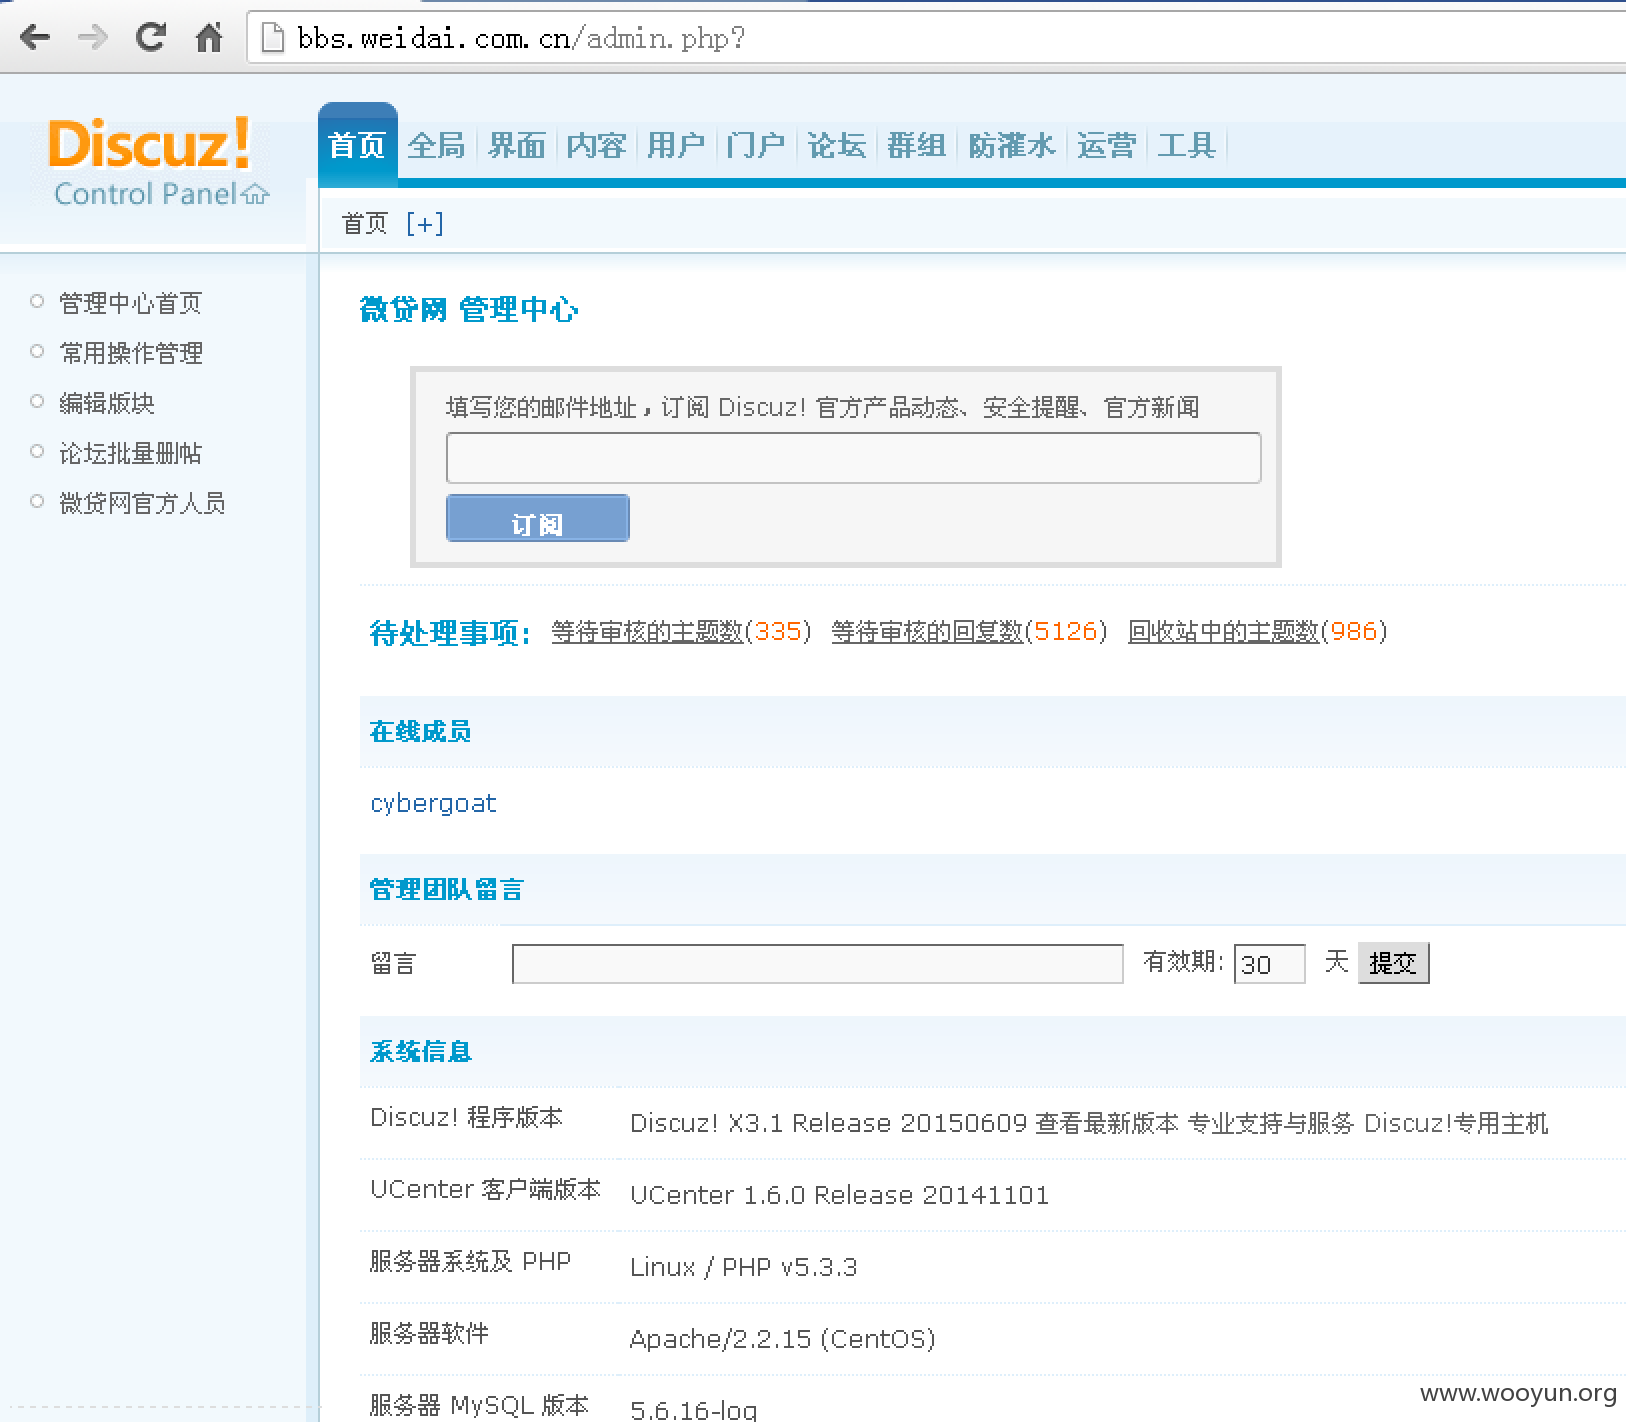 bbs.weidai.com.cn/admin.php?
Discuz!
Control Panel
首页 全局 界面 内容 用户 门户 论坛 群组 防灌水 运营 工具
首页 [+]
管理中心首页
常用操作管理
编辑版块
论坛批量删帖
微贷网官方人员
微贷网 管理中心
填写您的邮件地址，订阅 Discuz! 官方产品动态、安全提醒、官方新闻
订阅
待处理事项: 等待审核的主题数(335) 等待审核的回复数(5126) 回收站中的主题数(986)
在线成员
cybergoat
管理团队留言
留言 有效期: 30 天 提交
系统信息
Discuz! 程序版本 Discuz! X3.1 Release 20150609 查看最新版本 专业支持与服务 Discuz!专用主机
UCenter 客户端版本 UCenter 1.6.0 Release 20141101
服务器系统及 PHP Linux / PHP v5.3.3
服务器软件 Apache/2.2.15 (CentOS)
服务器 MySQL 版本 5.6.16-log
www.wooyun.org